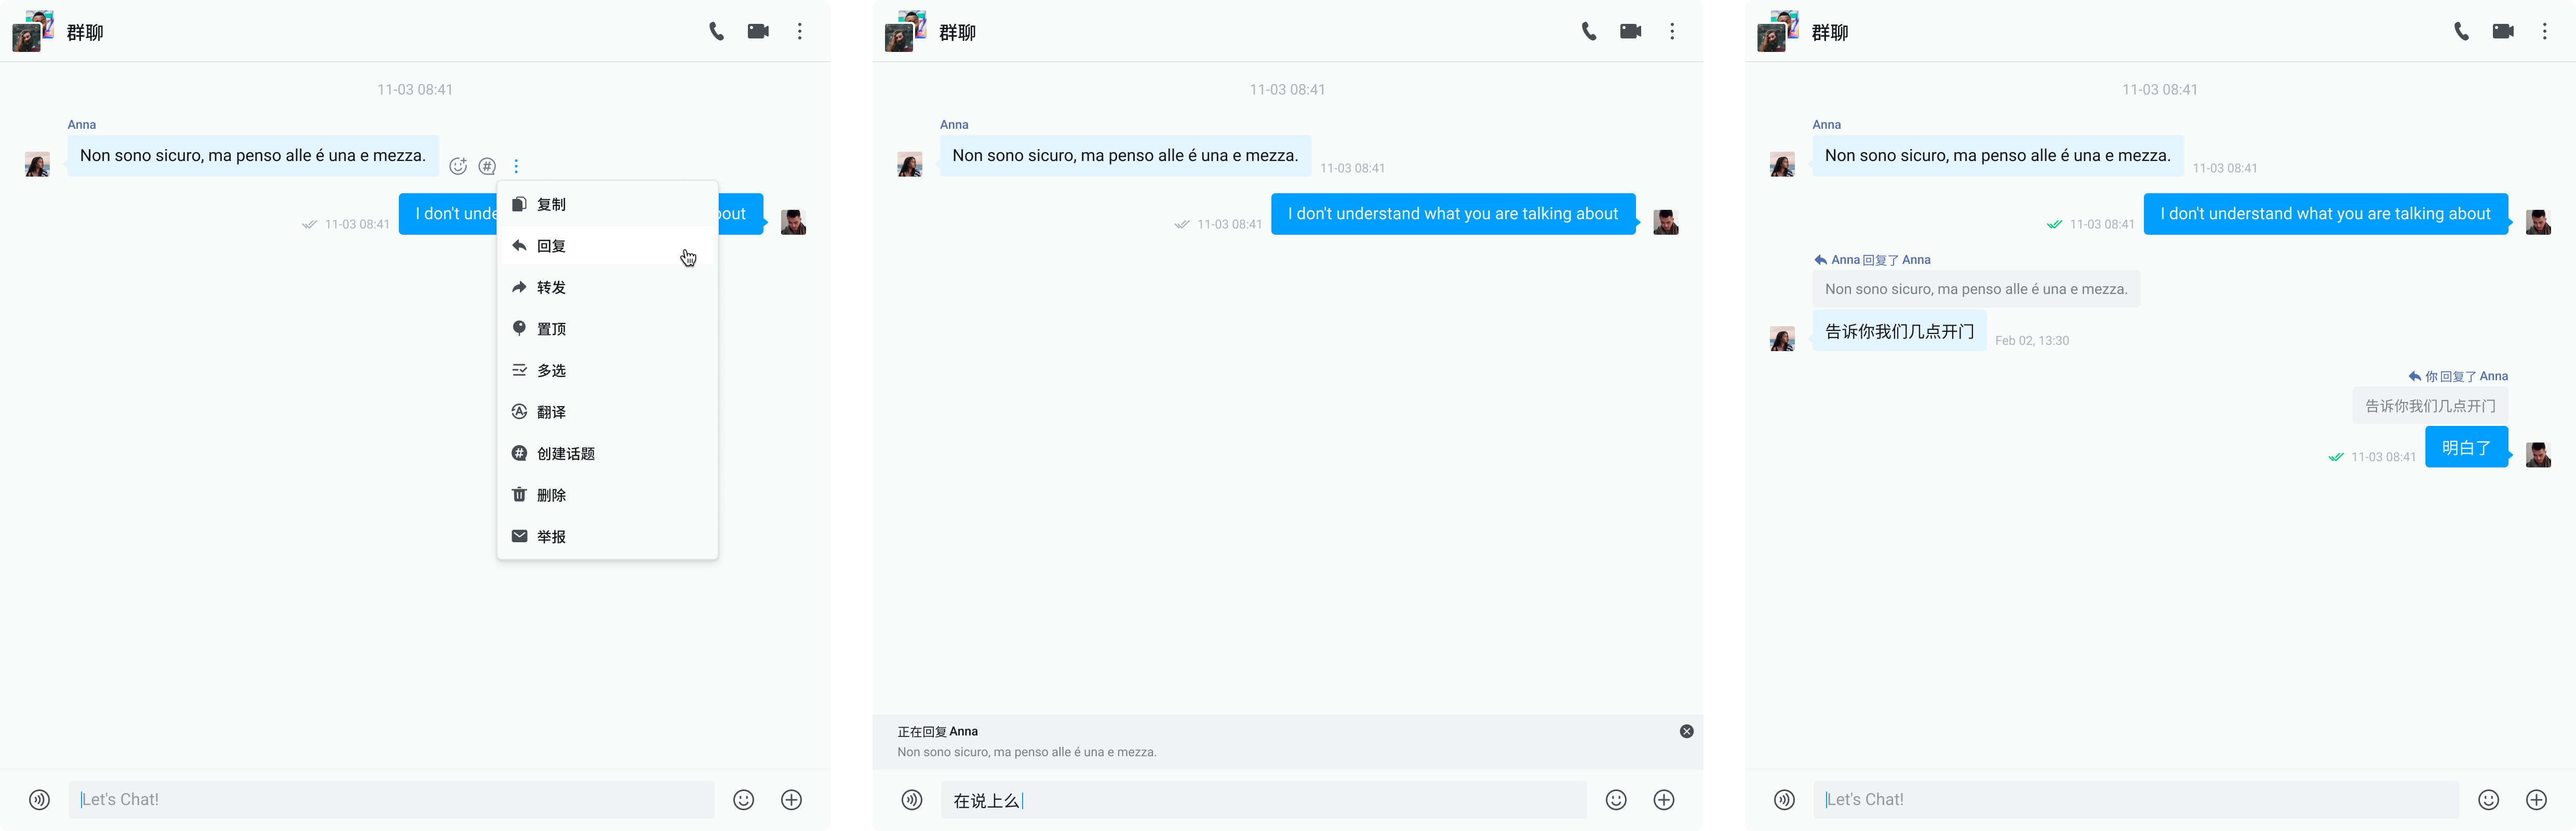 群聊
11-03 08:41
Anna
Non sono sicuro, ma penso alle é una e mezza.
11-03 08:41
I don't unde
bout
复制
回复
转发
置顶
多选
翻译
创建话题
删除
举报
Let's Chat!
群聊
11-03 08:41
Anna
Non sono sicuro, ma penso alle é una e mezza.
11-03 08:41
11-03 08:41
I don't understand what you are talking about
正在回复 Anna
Non sono sicuro, ma penso alle é una e mezza.
在说上么
群聊
11-03 08:41
Anna
Non sono sicuro, ma penso alle é una e mezza.
11-03 08:41
11-03 08:41
I don't understand what you are talking about
Anna 回复了 Anna
Non sono sicuro, ma penso alle é una e mezza.
告诉你我们几点开门
Feb 02, 13:30
你 回复了 Anna
告诉你我们几点开门
11-03 08:41
明白了
Let's Chat!